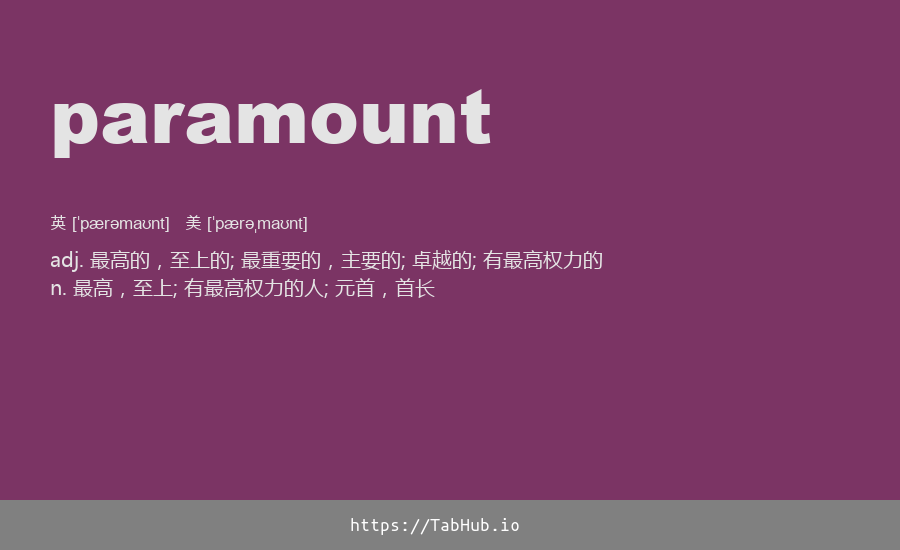 paramount
英 [ˈpærəmaʊnt] 美 [ˈpærəˌmaʊnt]
adj. 最高的，至上的; 最重要的，主要的; 卓越的; 有最高权力的
n. 最高，至上; 有最高权力的人; 元首，首长
https://TabHub.io